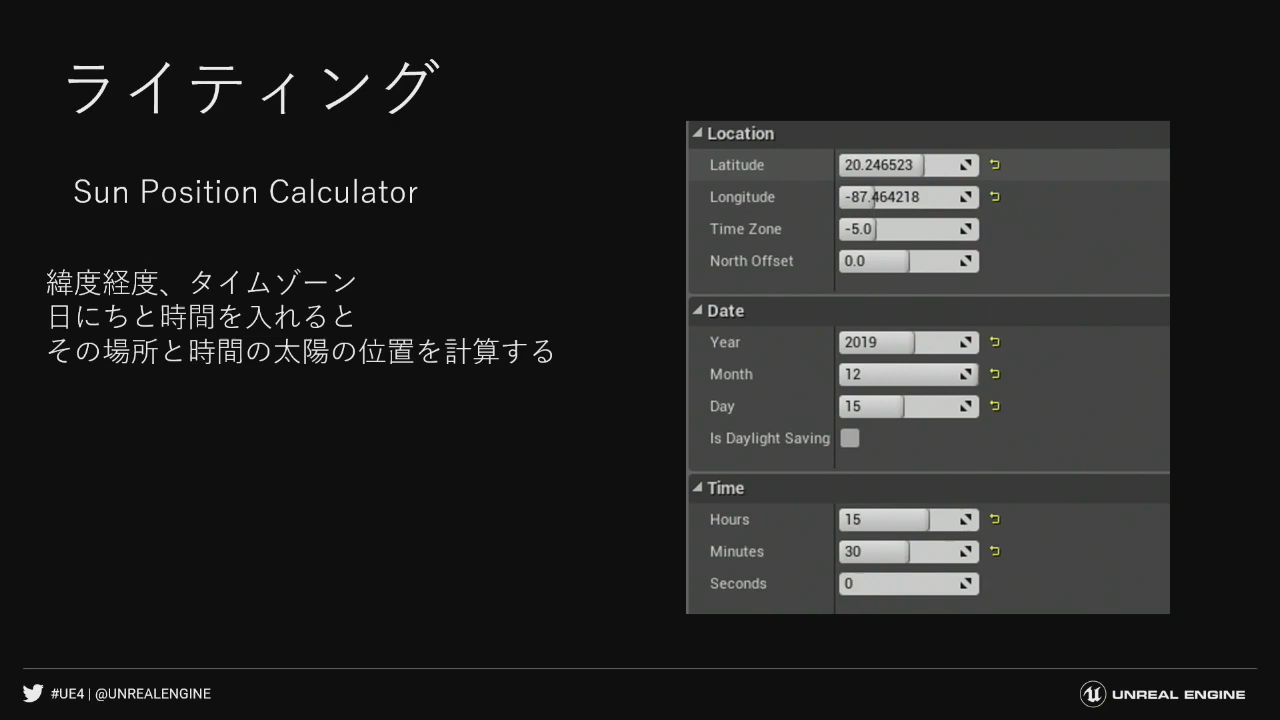 ライティング
Sun Position Calculator
緯度経度、タイムゾーン
日にちと時間を入れると
その場所と時間の太陽の位置を計算する
Location
Latitude 20.246523
Longitude -87.464218
Time Zone -5.0
North Offset 0.0
Date
Year 2019
Month 12
Day 15
Is Daylight Saving
Time
Hours 15
Minutes 30
Seconds 0
#UE4 | @UNREALENGINE
UNREAL ENGINE